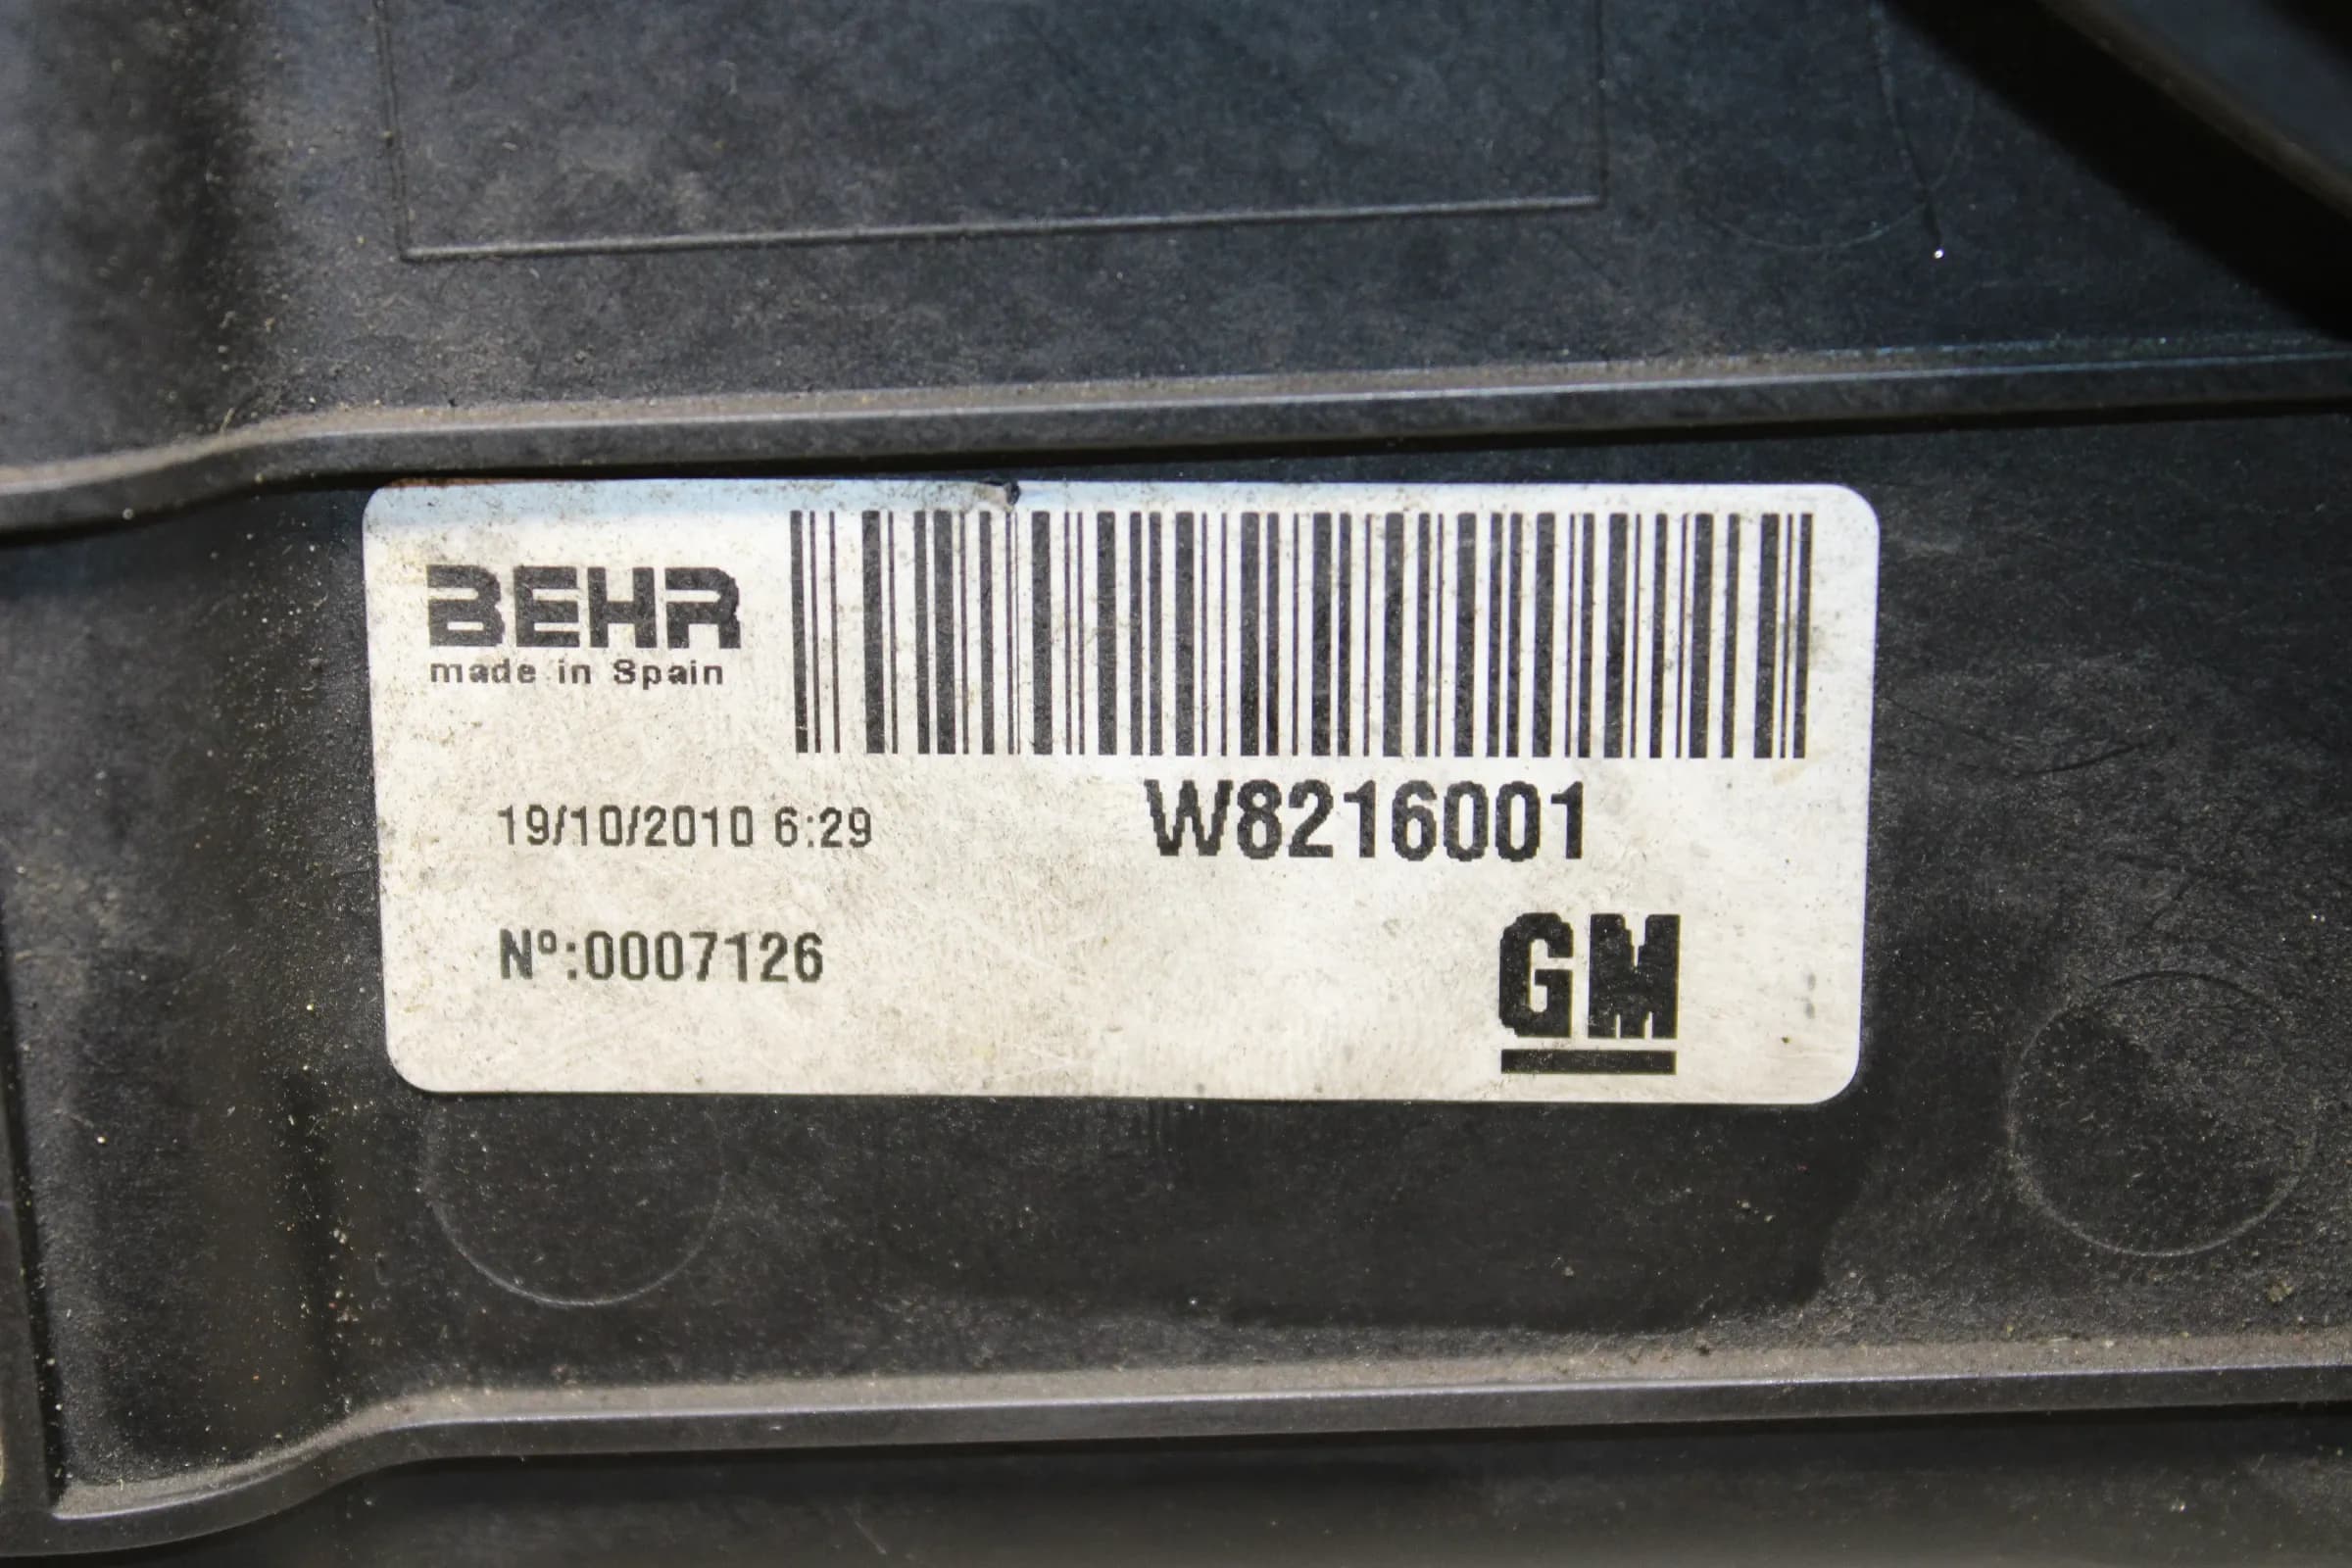 BEHR
made in Spain
W8216001
19/10/2010 6:29
Nº:0007126
GM